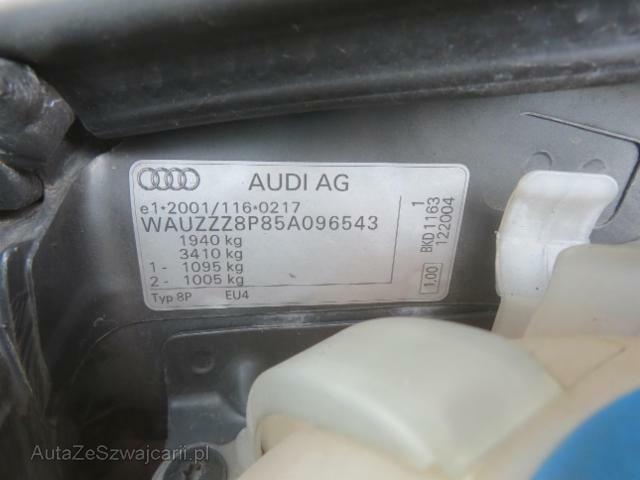 AUDI AG
e1*2001/116*0217
WAUZZZ8P85A096543
1940 kg
3410 kg
1 - 1095 kg
2 - 1005 kg
Typ 8P EU4
1
BKD1163
122004
1.00
AutaZeSzwajcarii.pl